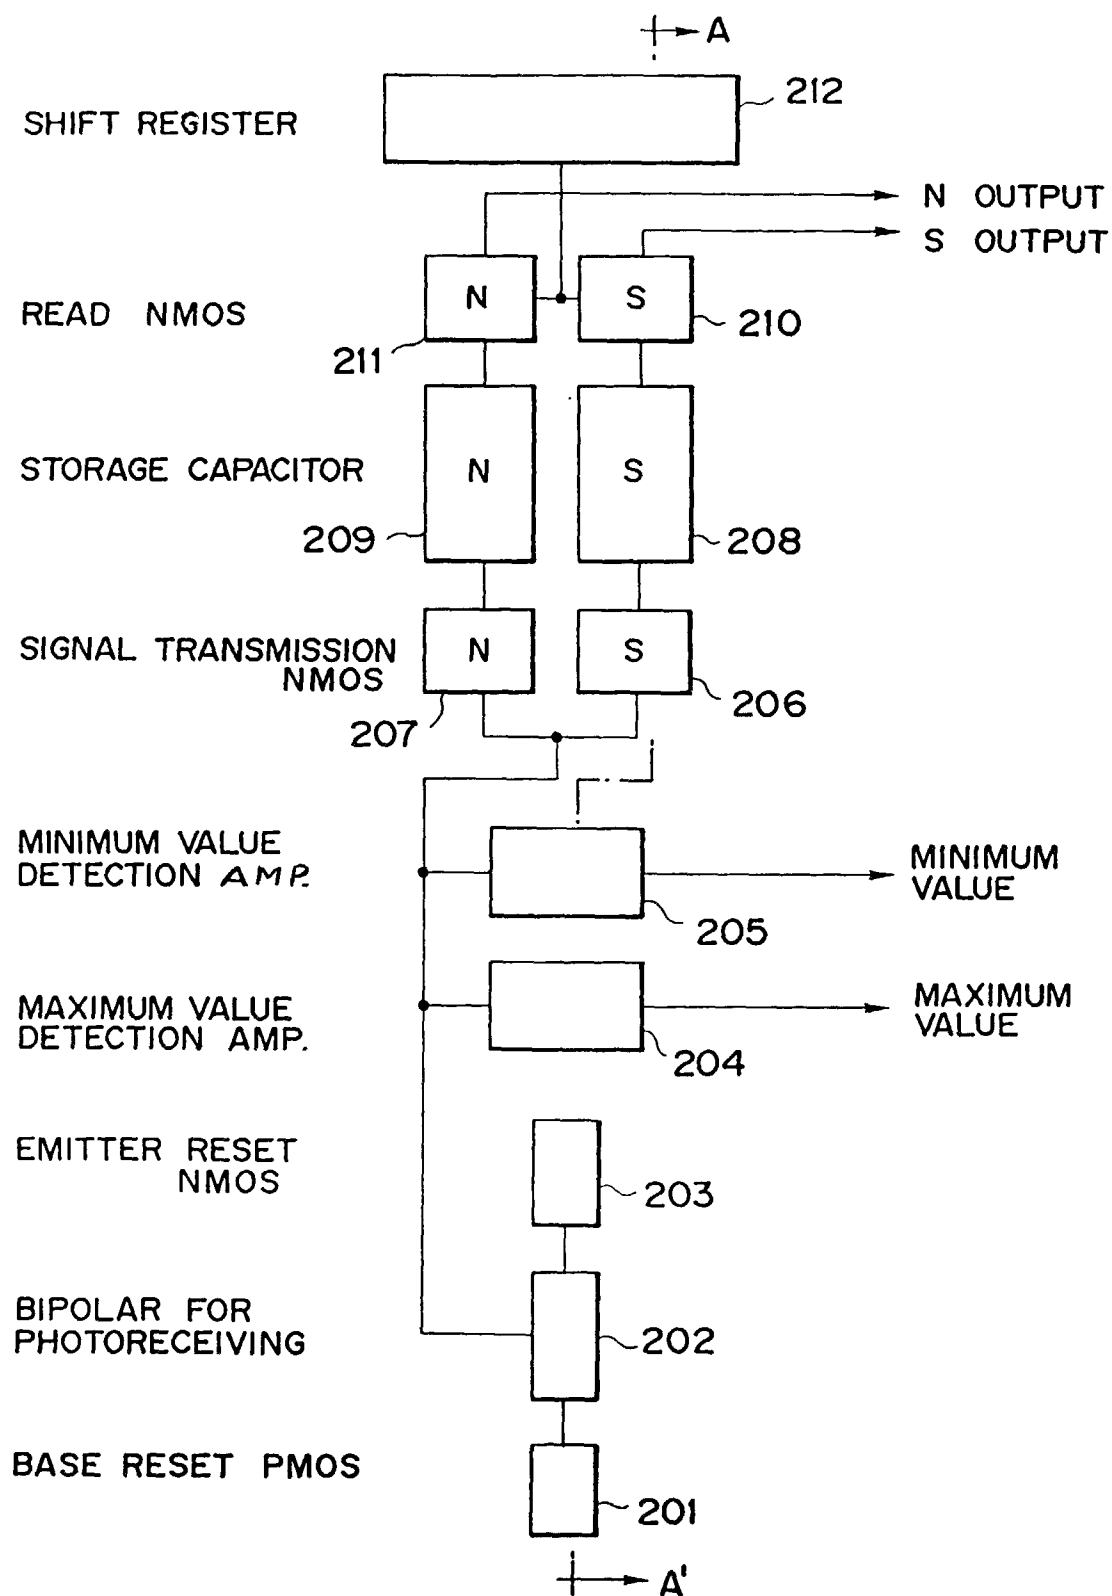 A
SHIFT REGISTER
212
N OUTPUT
S OUTPUT
READ NMOS
N
S
211
210
STORAGE CAPACITOR
N
S
209
208
SIGNAL TRANSMISSION
NMOS
N
S
207
206
MINIMUM VALUE
DETECTION AMP.
205
MINIMUM
VALUE
MAXIMUM VALUE
DETECTION AMP.
204
MAXIMUM
VALUE
EMITTER RESET
NMOS
203
BIPOLAR FOR
PHOTORECEIVING
202
BASE RESET PMOS
201
A'